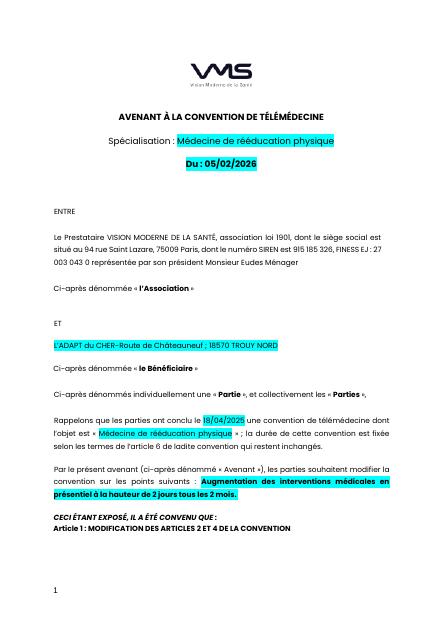 VMS
Vision Moderne de la Santé
AVENANT À LA CONVENTION DE TÉLÉMÉDECINE
Spécialisation : Médecine de rééducation physique
Du : 05/02/2026
ENTRE
Le Prestataire VISION MODERNE DE LA SANTÉ, association loi 1901, dont le siège social est
situé au 94 rue Saint Lazare, 75009 Paris, dont le numéro SIREN est 915 185 326, FINESS EJ : 27
003 043 0 représentée par son président Monsieur Eudes Ménager
Ci-après dénommée « l'Association »
ET
L'ADAPT du CHER-Route de Châteauneuf ; 18570 TROUY NORD
Ci-après dénommée « le Bénéficiaire »
Ci-après dénommés individuellement une « Partie », et collectivement les « Parties »,
Rappelons que les parties ont conclu le 18/04/2025 une convention de télémédecine dont
l'objet est « Médecine de rééducation physique » ; la durée de cette convention est fixée
selon les termes de l'article 6 de ladite convention qui restent inchangés.
Par le présent avenant (ci-après dénommé « Avenant »), les parties souhaitent modifier la
convention sur les points suivants : Augmentation des interventions médicales en
présentiel à la hauteur de 2 jours tous les 2 mois.
CECI ÉTANT EXPOSÉ, IL A ÉTÉ CONVENU QUE :
Article 1 : MODIFICATION DES ARTICLES 2 ET 4 DE LA CONVENTION
1